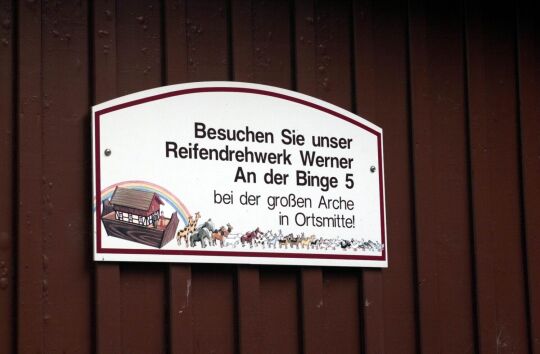 Besuchen Sie unser
Reifendrehwerk Werner
An der Binge 5
bei der großen Arche
in Ortsmitte!